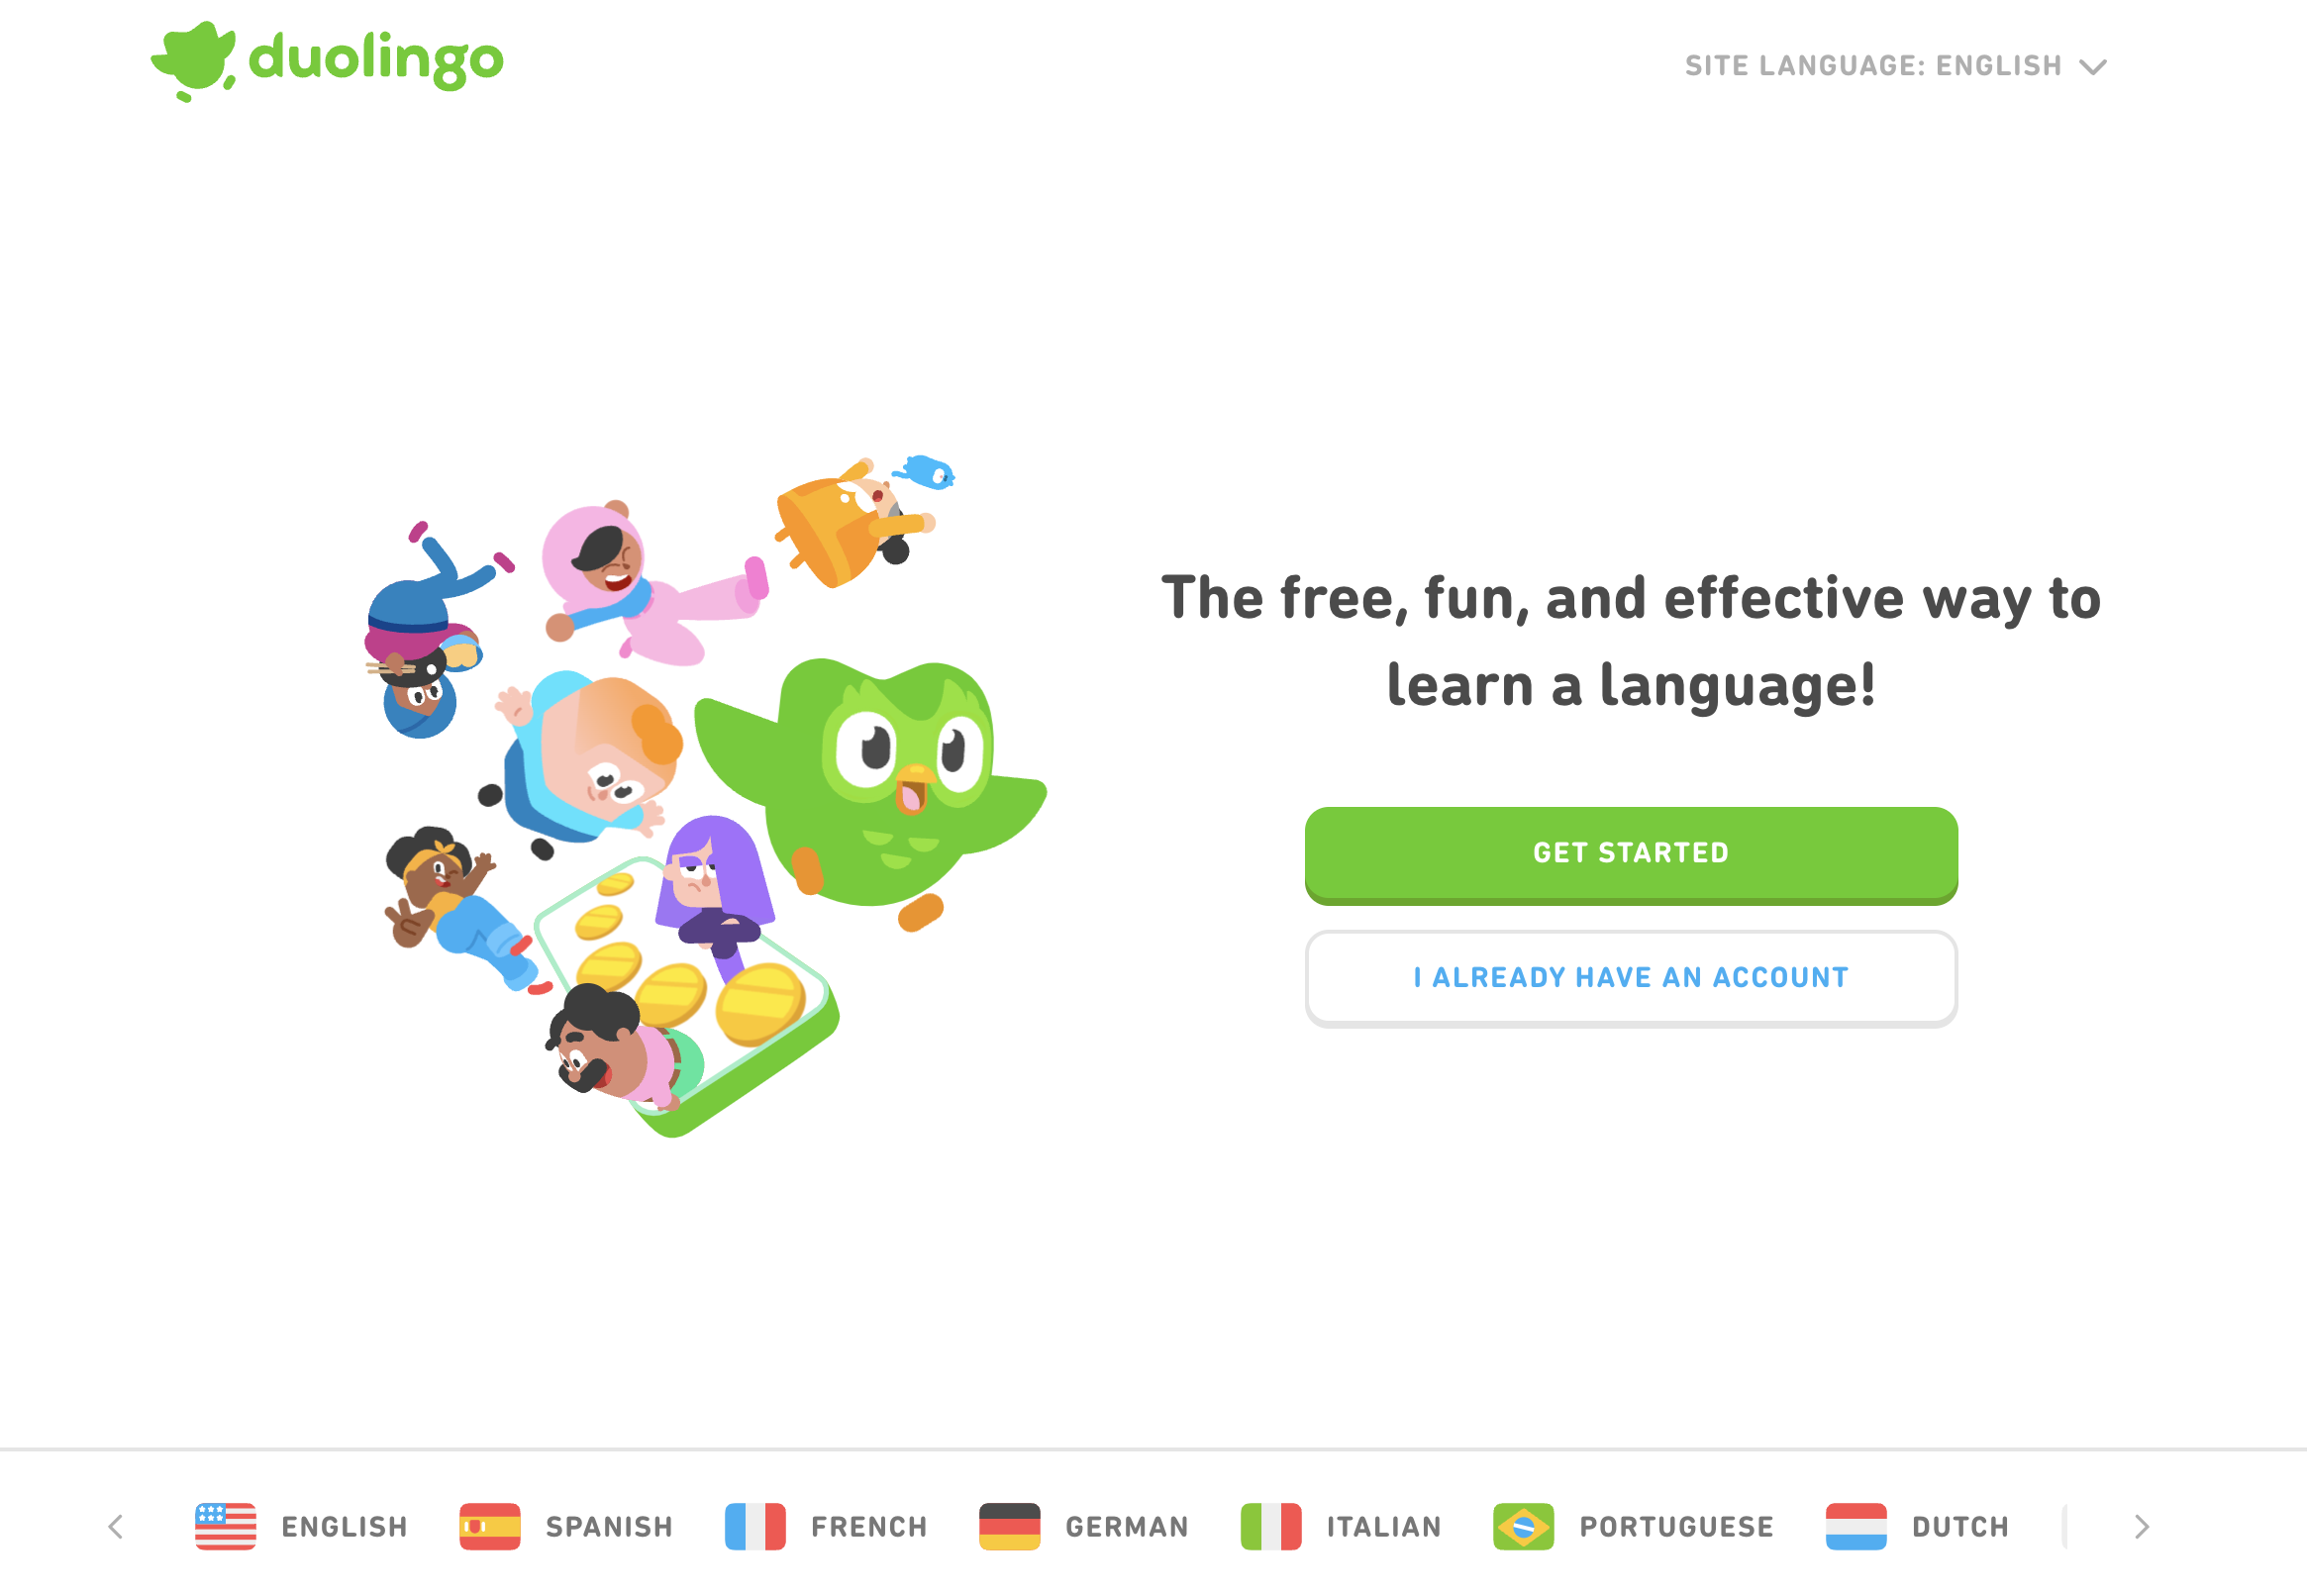 duolingo
SITE LANGUAGE: ENGLISH
The free, fun, and effective way to
learn a language!
GET STARTED
I ALREADY HAVE AN ACCOUNT
ENGLISH SPANISH FRENCH GERMAN ITALIAN PORTUGUESE DUTCH